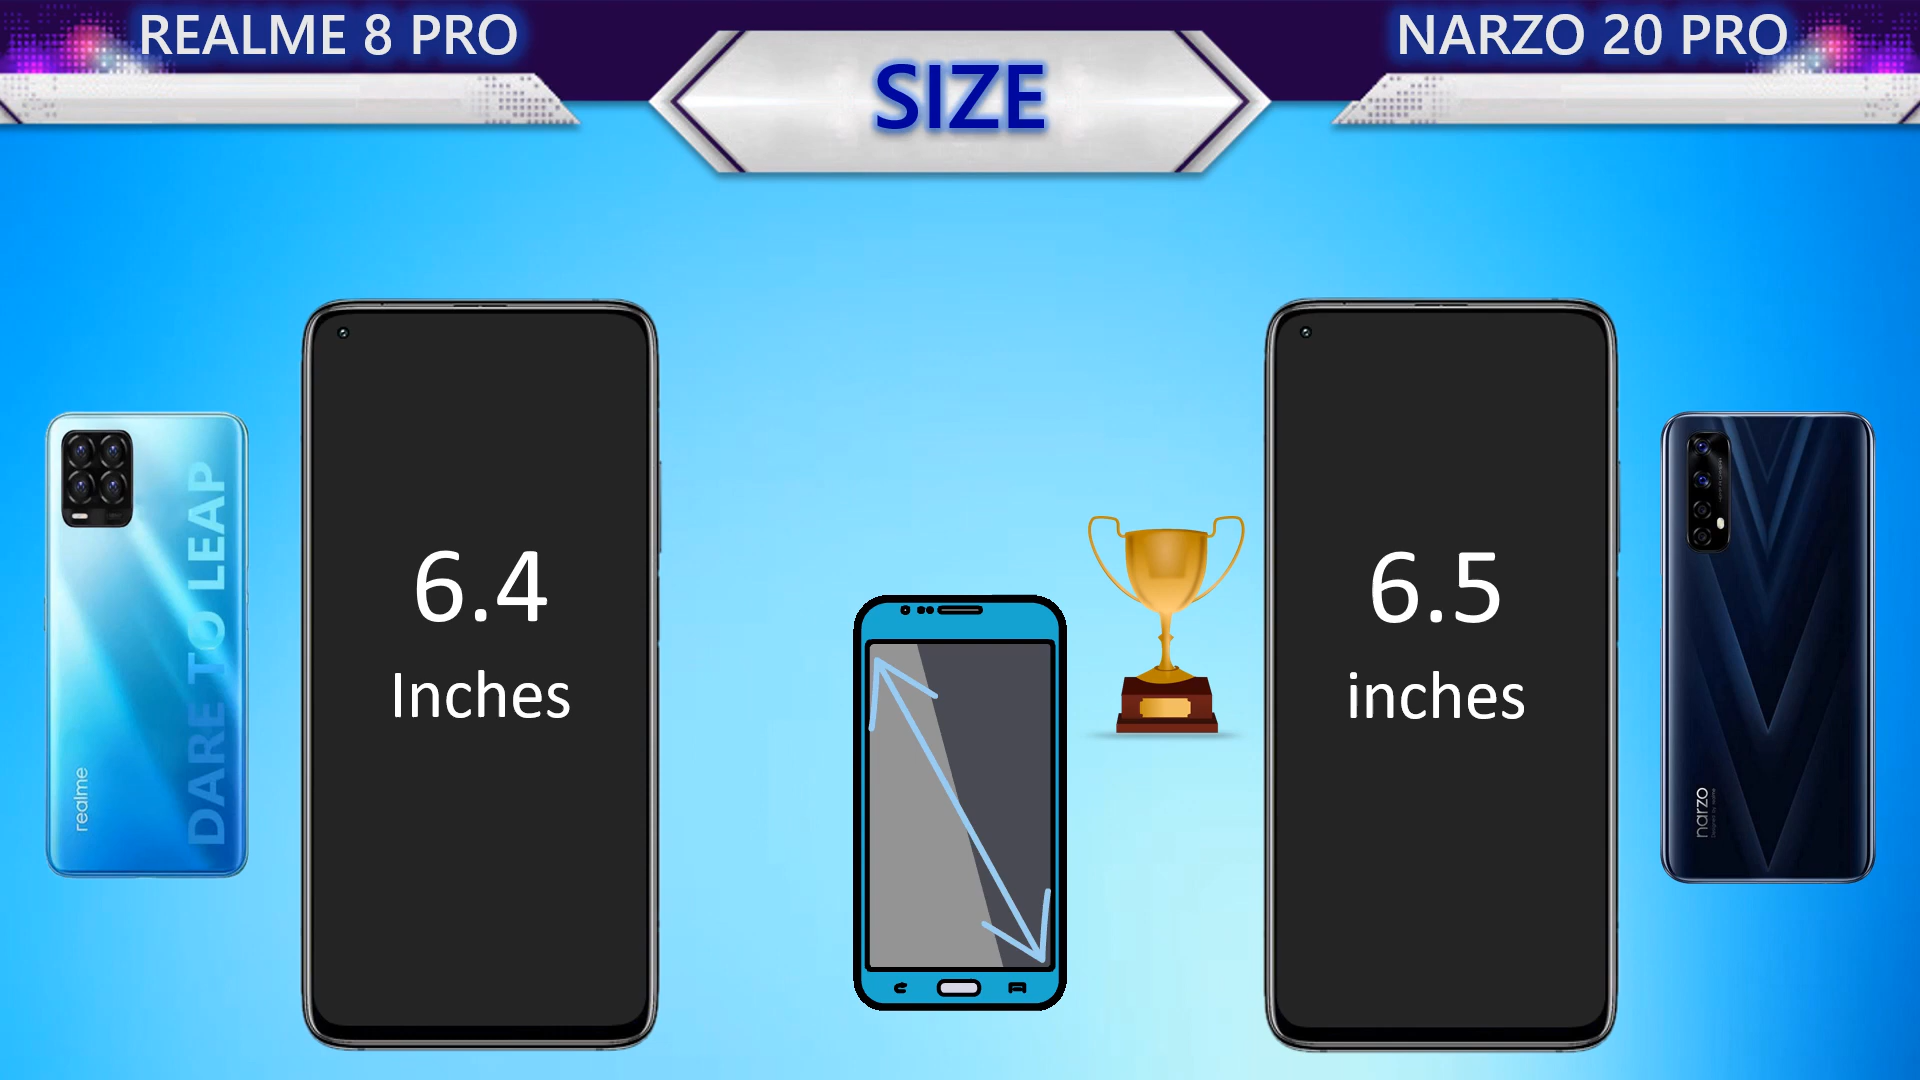 REALME 8 PRO
SIZE
NARZO 20 PRO
6.4
Inches
6.5
inches
DARE TO LEAP
realme
narzo